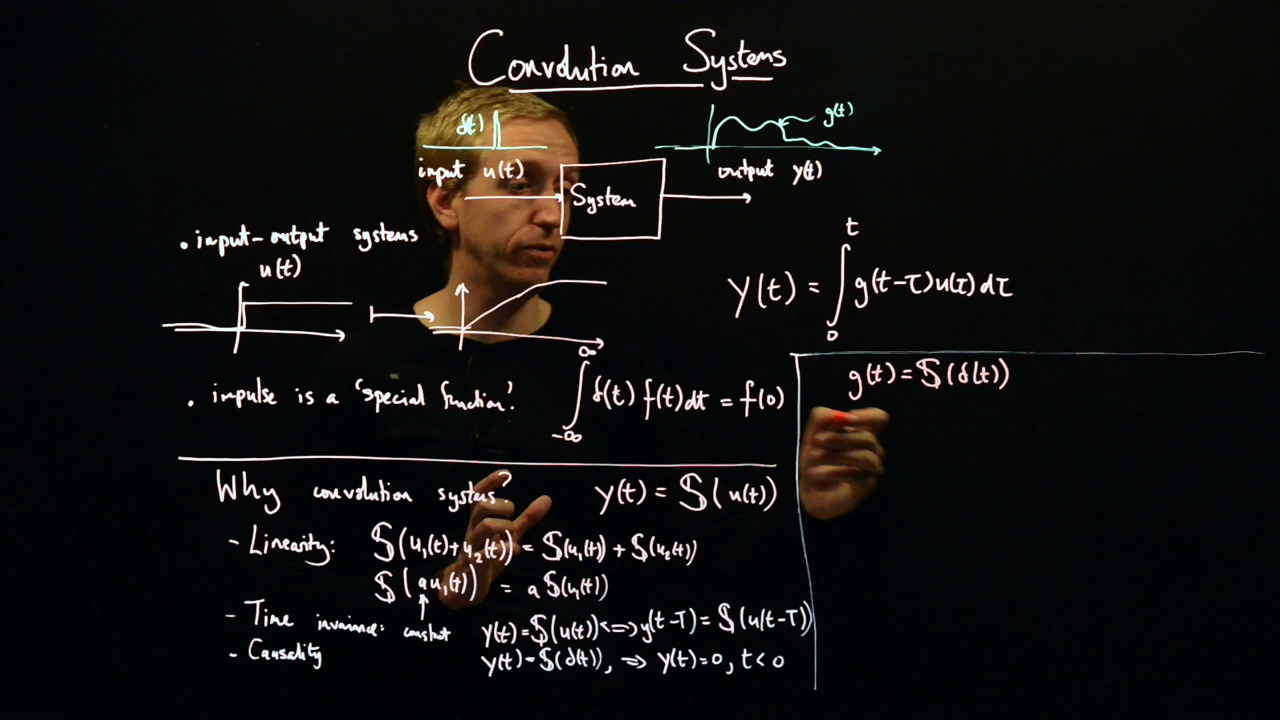 Convolution Systems
δ(t)
g(t)
input u(t)
output y(t)
System
. input-output systems
u(t)
y(t) = ∫₀ᵗ g(t-τ)u(τ)dτ
. impulse is a 'special function'. ∫_{-∞}^{∞} δ(t) f(t)dt = f(0)
g(t) = $(δ(t))
Why convolution systems? y(t) = $(u(t))
- Linearity: $(u₁(t)+u₂(t)) = $(u₁(t)) + $(u₂(t))
$(au₁(t)) = a$(u₁(t))
- Time invariance: constant y(t)=$(u(t)) <=> y(t-T) = $(u(t-T))
- Causality y(t)=$(δ(t)), => y(t)=0, t<0